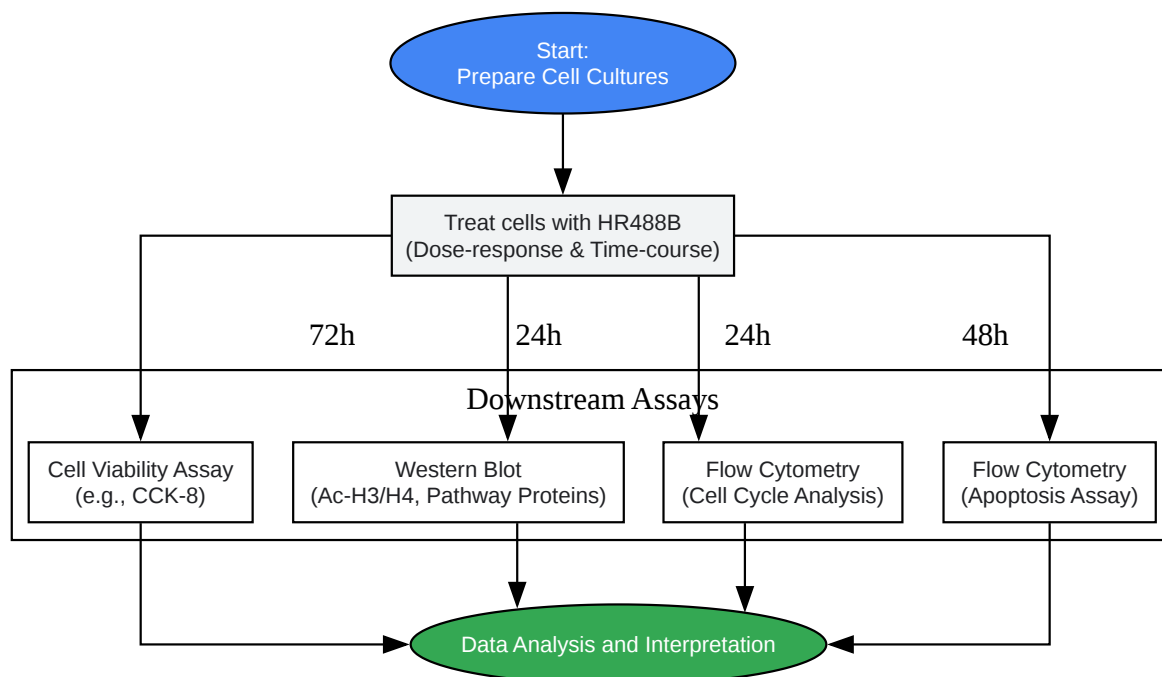 Start:
Prepare Cell Cultures
Treat cells with HR488B
(Dose-response & Time-course)
72h
24h
24h
48h
Downstream Assays
Cell Viability Assay
(e.g., CCK-8)
Western Blot
(Ac-H3/H4, Pathway Proteins)
Flow Cytometry
(Cell Cycle Analysis)
Flow Cytometry
(Apoptosis Assay)
Data Analysis and Interpretation